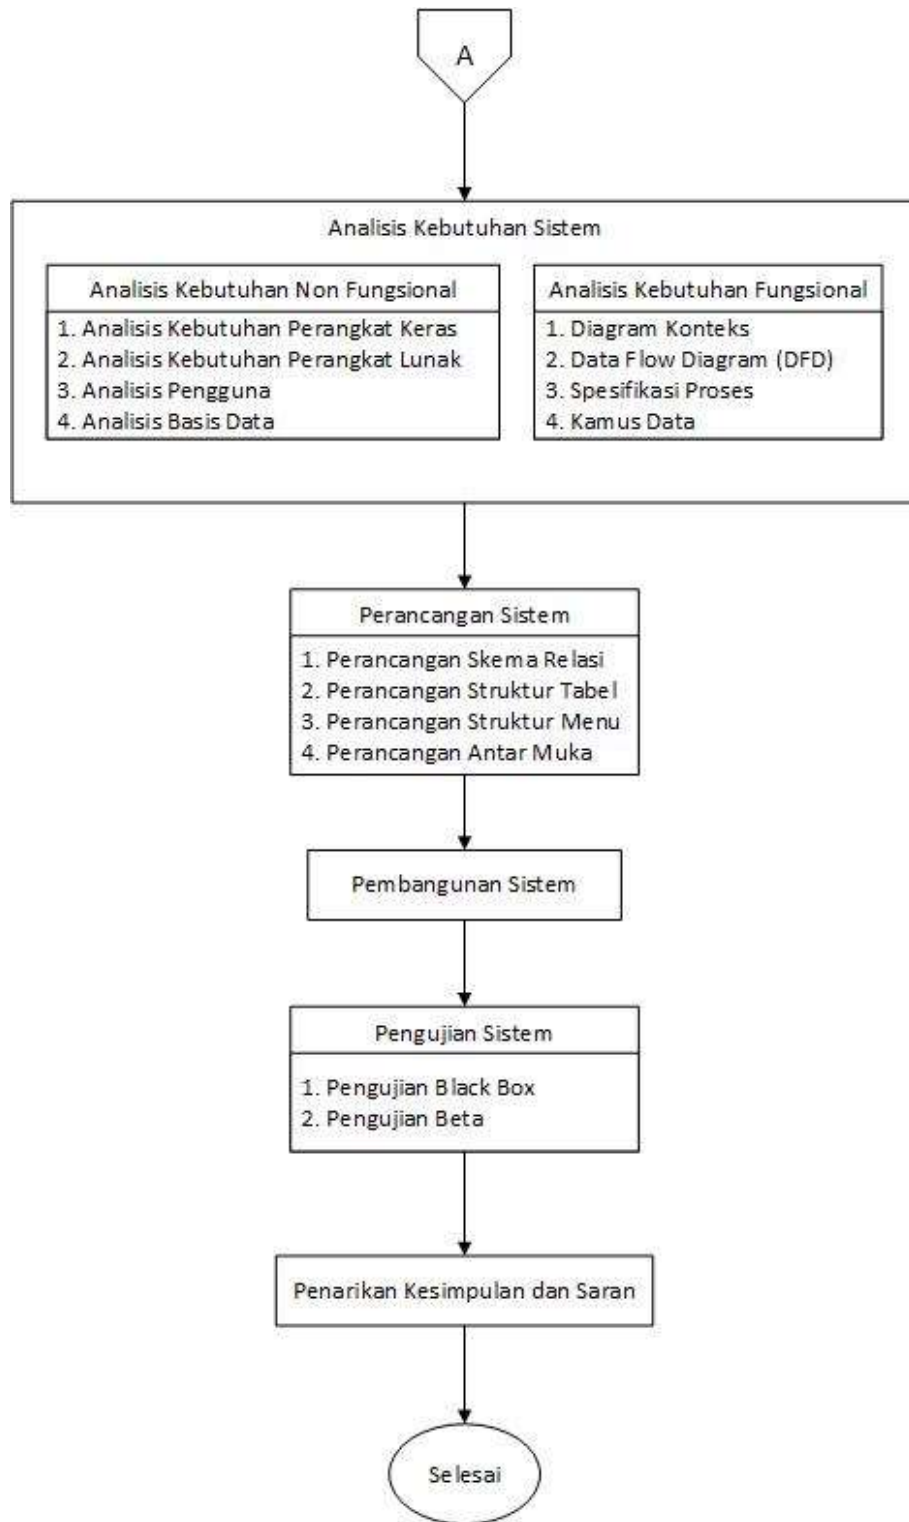 A
Analisis Kebutuhan Sistem
Analisis Kebutuhan Non Fungsional
1. Analisis Kebutuhan Perangkat Keras
2. Analisis Kebutuhan Perangkat Lunak
3. Analisis Pengguna
4. Analisis Basis Data
Analisis Kebutuhan Fungsional
1. Diagram Konteks
2. Data Flow Diagram (DFD)
3. Spesifikasi Proses
4. Kamus Data
Perancangan Sistem
1. Perancangan Skema Relasi
2. Perancangan Struktur Tabel
3. Perancangan Struktur Menu
4. Perancangan Antar Muka
Pembangunan Sistem
Pengujian Sistem
1. Pengujian Black Box
2. Pengujian Beta
Penarikan Kesimpulan dan Saran
Selesai